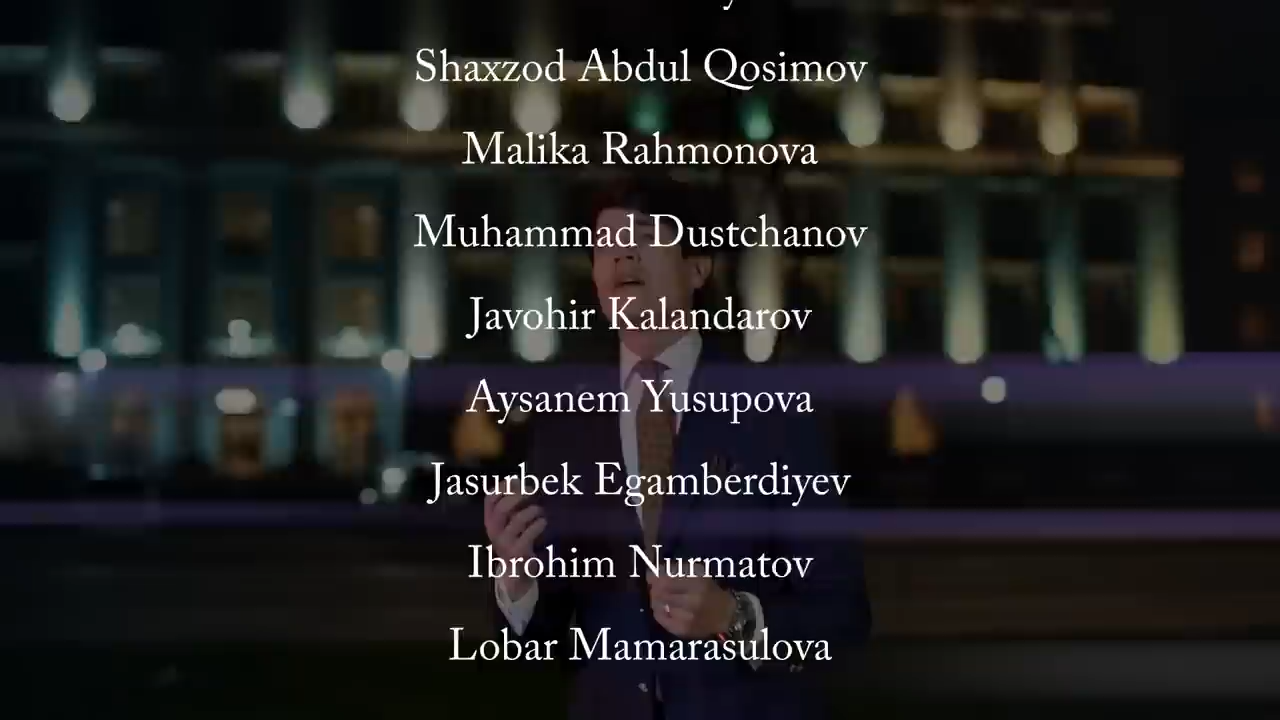 Shaxzod Abdul Qosimov
Malika Rahmonova
Muhammad Dustchanov
Javohir Kalandarov
Aysanem Yusupova
Jasurbek Egamberdiyev
Ibrohim Nurmatov
Lobar Mamarasulova